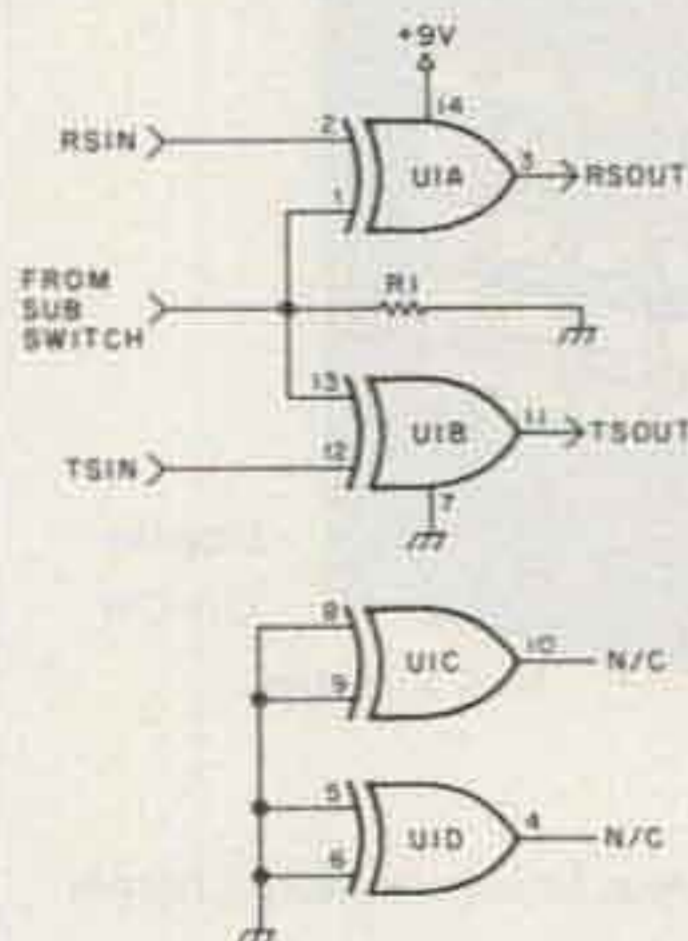 +9V
14
RSIN
2
U1A
3
RSOUT
1
FROM
SUB
SWITCH
R1
13
U1B
11
TSOUT
TSIN
12
7
8
U1C
10
N/C
9
5
U1D
4
N/C
6